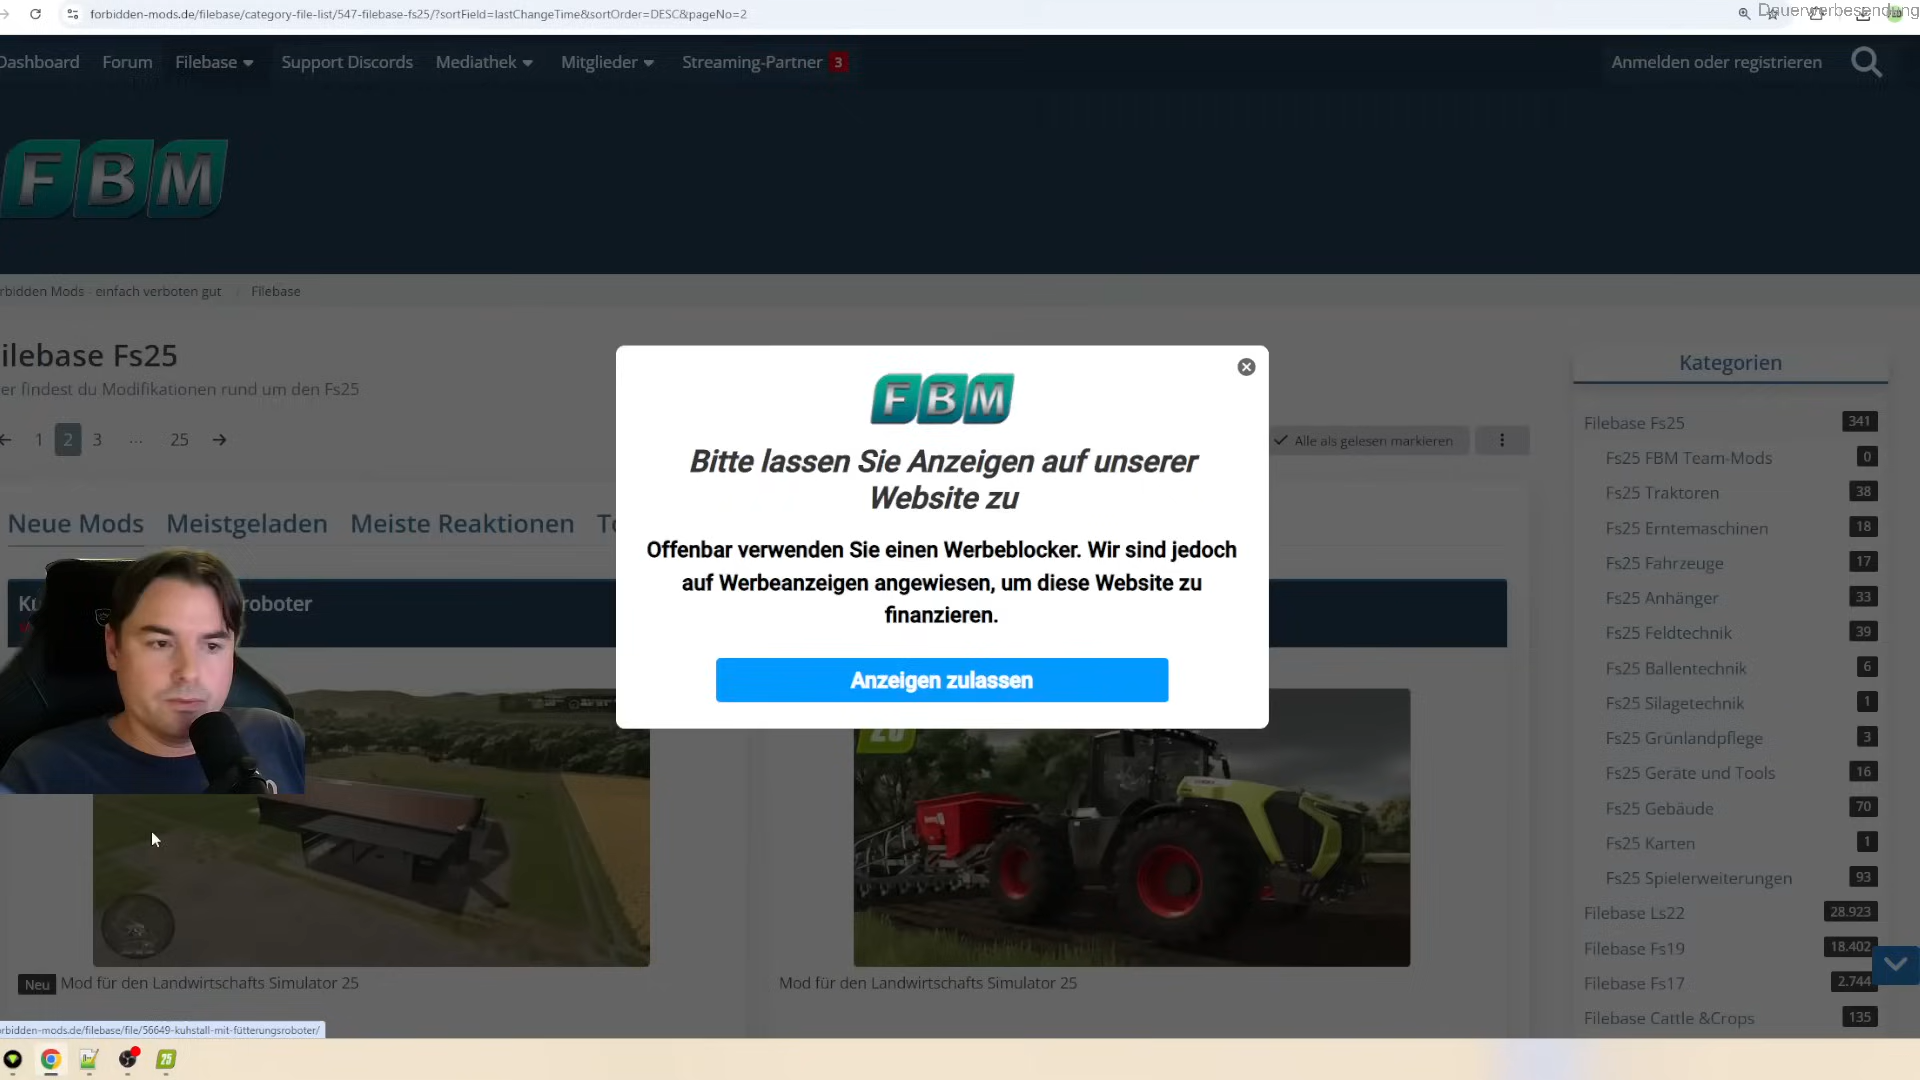 forbidden-mods.de/filebase/category-file-list/547-filebase-fs25/?sortField=lastChangeTime&sortOrder=DESC&pageNo=2
Dauerwerbesendung
Dashboard Forum Filebase Support Discords Mediathek Mitglieder Streaming-Partner 3
Anmelden oder registrieren
FBM
rbidden Mods - einfach verboten gut / Filebase
ilebase Fs25
er findest du Modifikationen rund um den Fs25
1 2 3 ... 25
Alle als gelesen markieren
Neue Mods Meistgeladen Meiste Reaktionen
roboter
FBM
Bitte lassen Sie Anzeigen auf unserer
Website zu
Offenbar verwenden Sie einen Werbeblocker. Wir sind jedoch
auf Werbeanzeigen angewiesen, um diese Website zu
finanzieren.
Anzeigen zulassen
Neu Mod für den Landwirtschafts Simulator 25
Mod für den Landwirtschafts Simulator 25
Kategorien
Filebase Fs25 341
Fs25 FBM Team-Mods 0
Fs25 Traktoren 38
Fs25 Erntemaschinen 18
Fs25 Fahrzeuge 17
Fs25 Anhänger 33
Fs25 Feldtechnik 39
Fs25 Ballentechnik 6
Fs25 Silagetechnik 1
Fs25 Grünlandpflege 3
Fs25 Geräte und Tools 16
Fs25 Gebäude 70
Fs25 Karten 1
Fs25 Spielerweiterungen 93
Filebase Ls22 28.923
Filebase Fs19 18.402
Filebase Fs17 2.744
Filebase Cattle &Crops 135
orbidden-mods.de/filebase/file/56649-kuhstall-mit-fütterungsroboter/
25